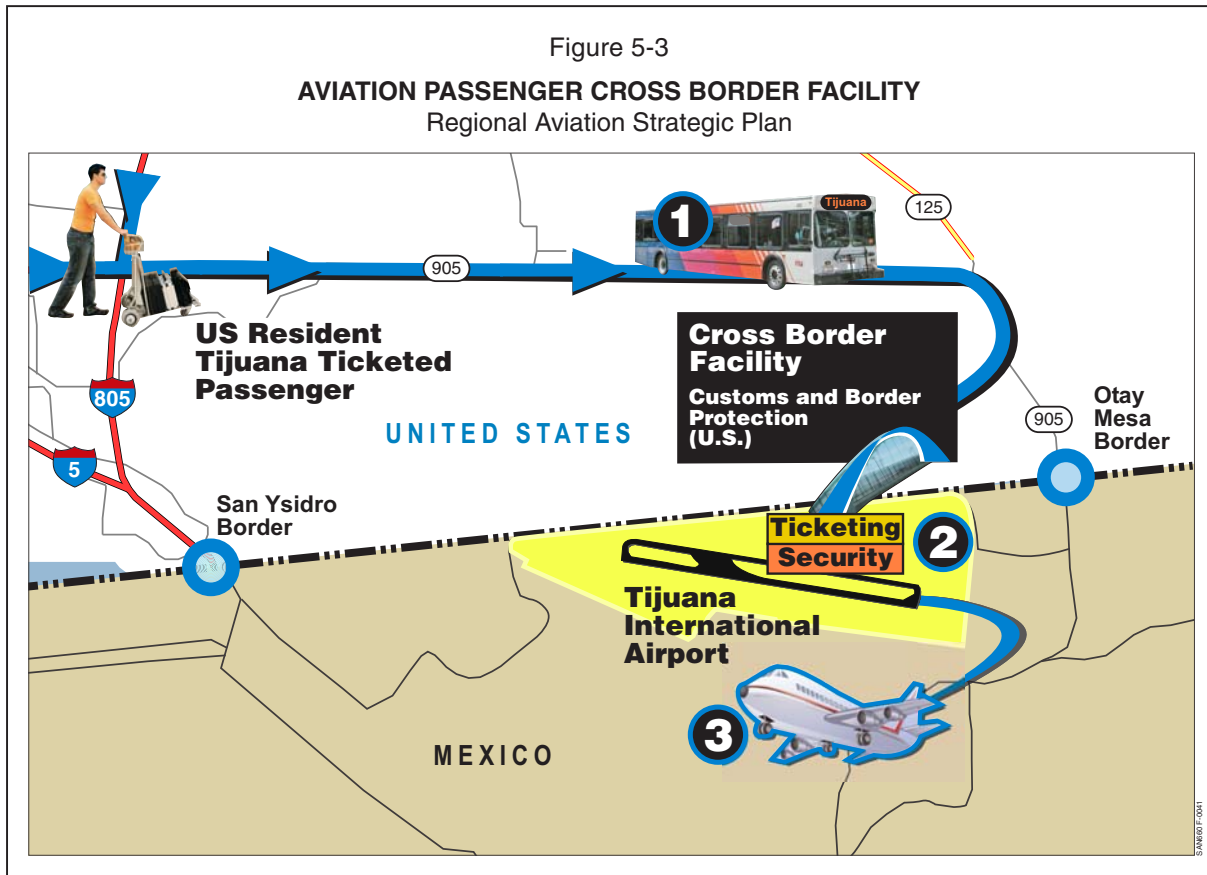 Figure 5-3
AVIATION PASSENGER CROSS BORDER FACILITY
Regional Aviation Strategic Plan
1
Tijuana
125
905
US Resident
Tijuana Ticketed
Passenger
Cross Border
Facility
Customs and Border
Protection
(U.S.)
805
UNITED STATES
905
Otay
Mesa
Border
5
San Ysidro
Border
Ticketing
Security
2
Tijuana
International
Airport
3
MEXICO
SAN660 F-0041